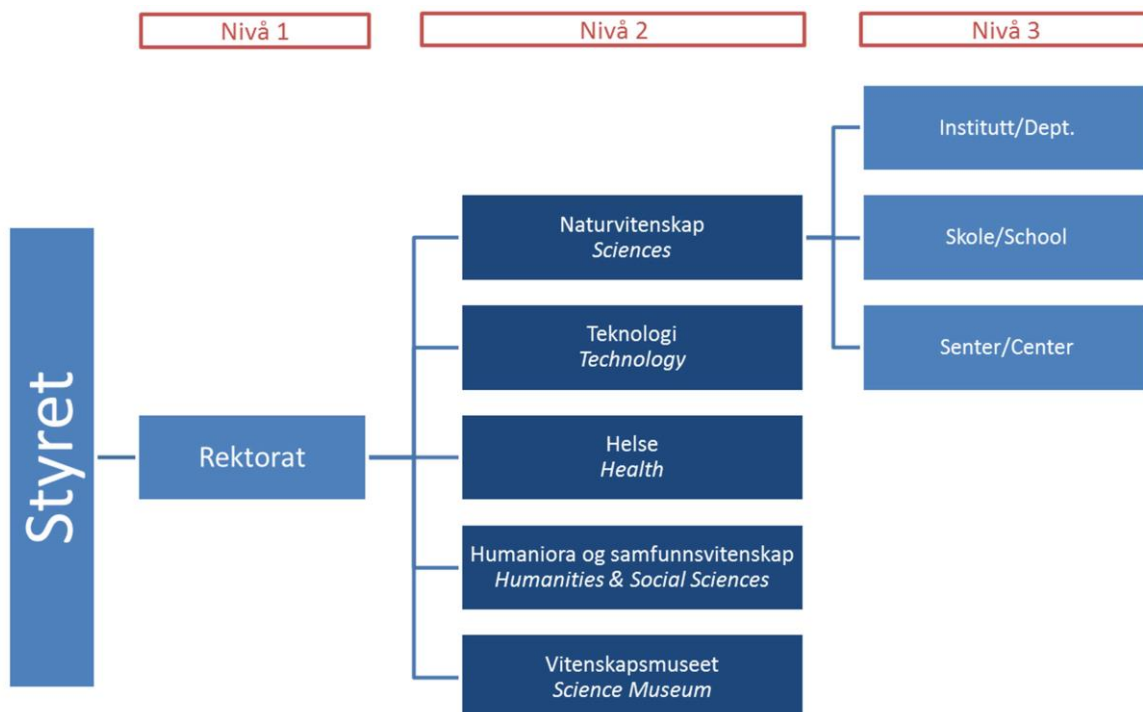 Nivå 1
Nivå 2
Nivå 3
Styret
Rektorat
Naturvitenskap
Sciences
Teknologi
Technology
Helse
Health
Humaniora og samfunnsvitenskap
Humanities & Social Sciences
Vitenskapsmuseet
Science Museum
Institutt/Dept.
Skole/School
Senter/Center